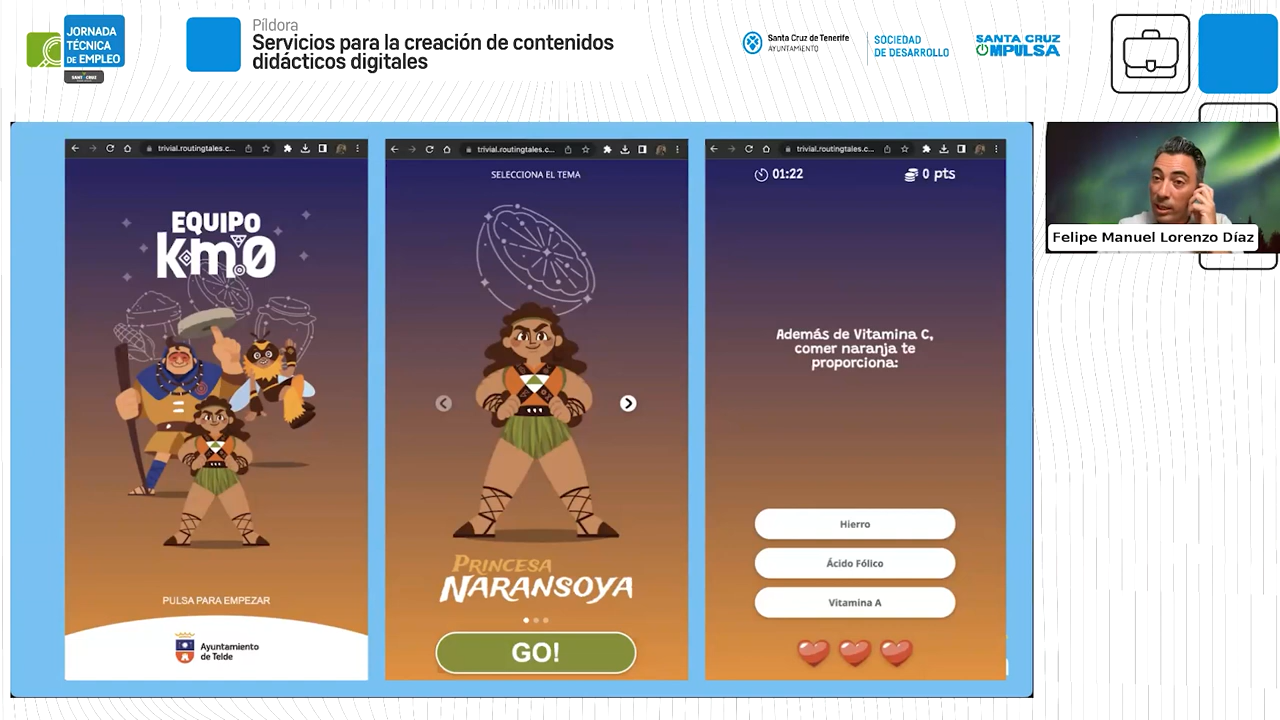 JORNADA
TÉCNICA
DE EMPLEO
Píldora
Servicios para la creación de contenidos
didácticos digitales
Santa Cruz de Tenerife
AYUNTAMIENTO
SOCIEDAD
DE DESARROLLO
SANTA CRUZ
IMPULSA
trivial.routingtales.c...
EQUIPO
km.0
PULSA PARA EMPEZAR
Ayuntamiento
de Telde
trivial.routingtales.c...
SELECCIONA EL TEMA
PRINCESA
NARANSOYA
GO!
trivial.routingtales.c...
01:22
0 pts
Además de Vitamina C,
comer naranja te
proporciona:
Hierro
Ácido Fólico
Vitamina A
Felipe Manuel Lorenzo Díaz